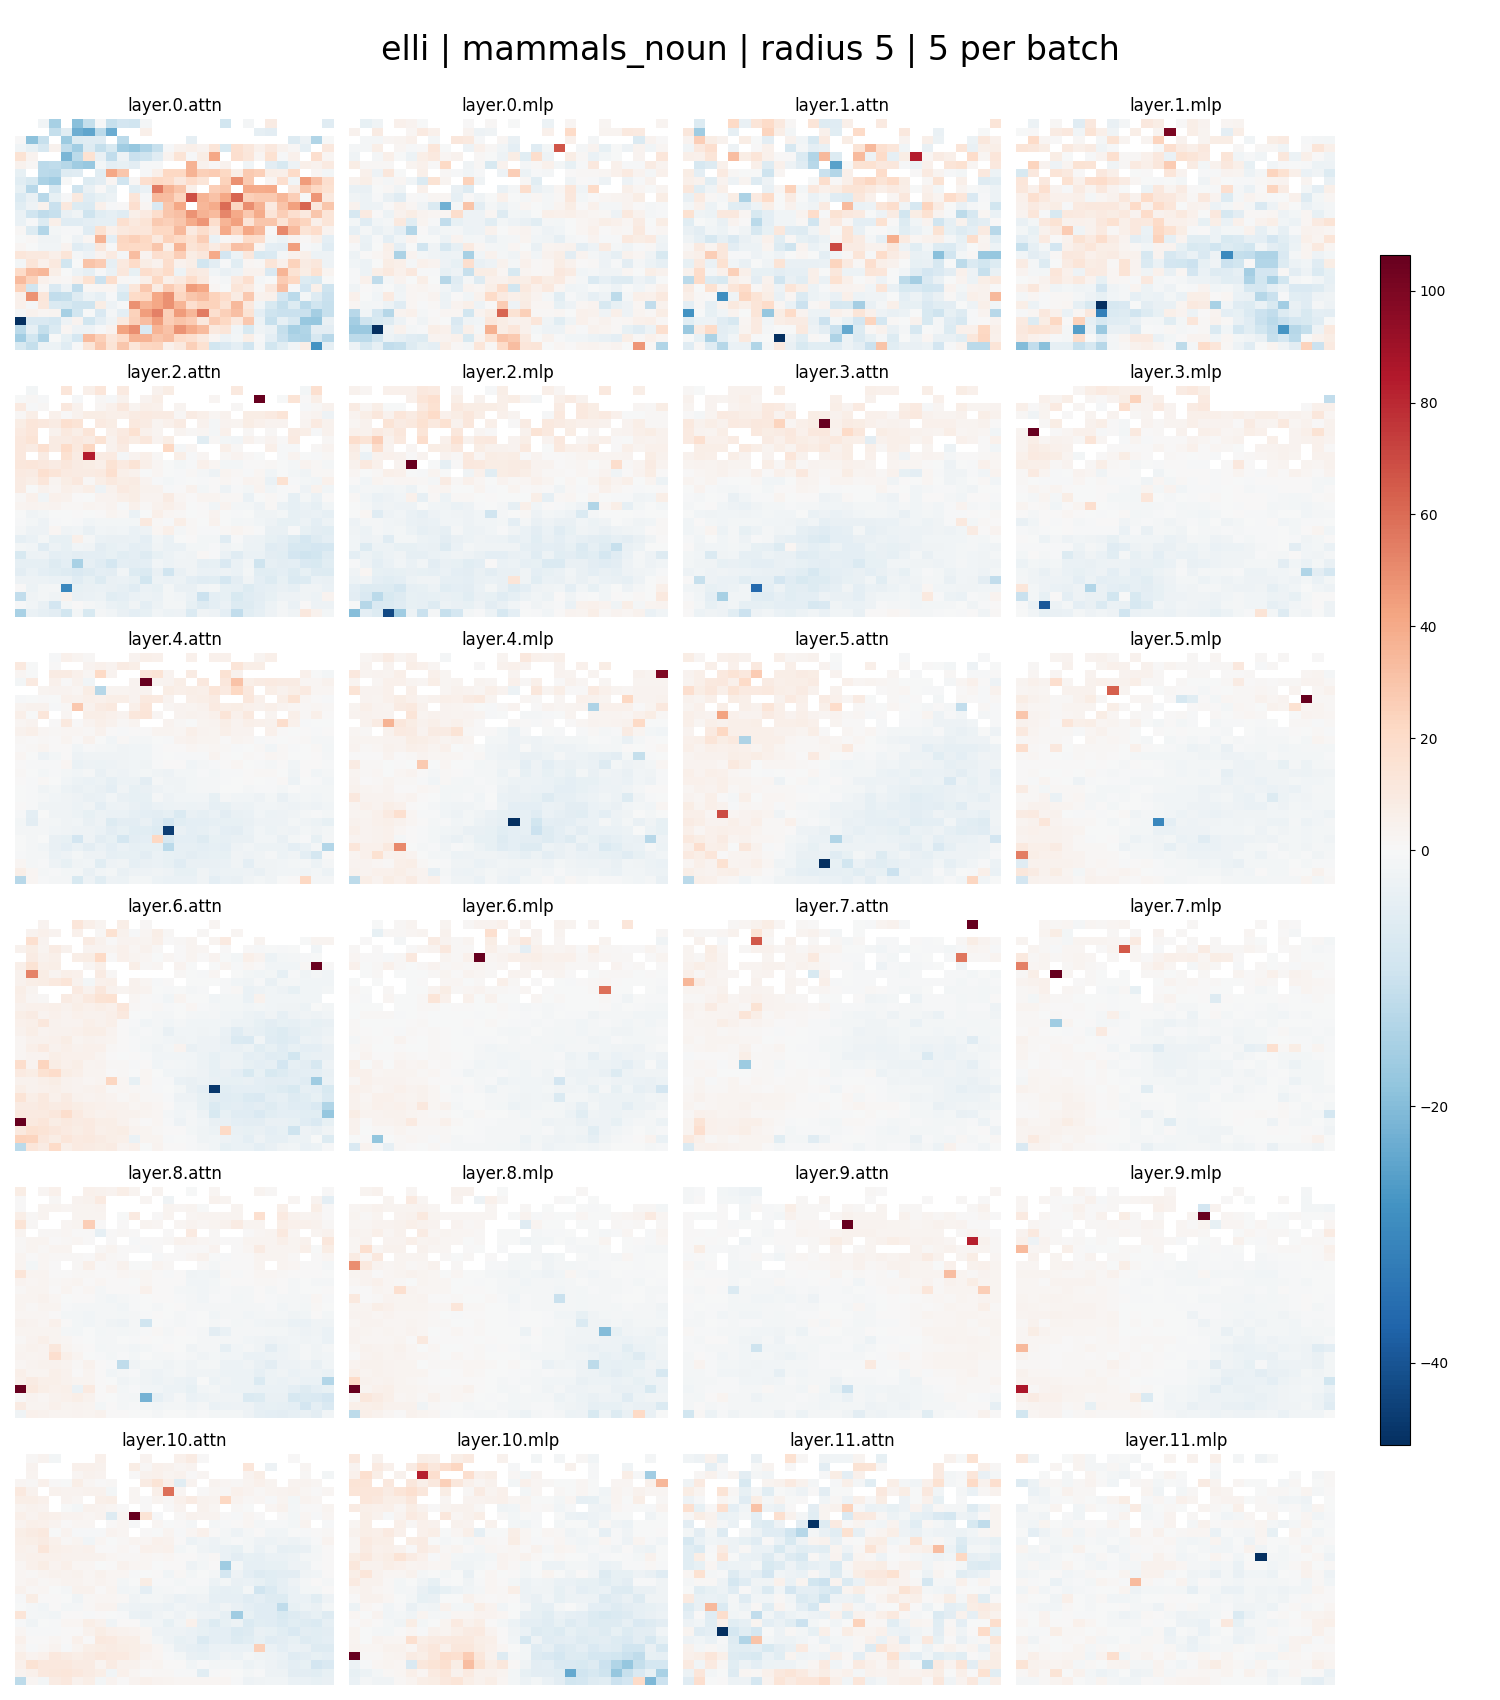 elli | mammals_noun | radius 5 | 5 per batch
layer.0.attn
layer.0.mlp
layer.1.attn
layer.1.mlp
layer.2.attn
layer.2.mlp
layer.3.attn
layer.3.mlp
layer.4.attn
layer.4.mlp
layer.5.attn
layer.5.mlp
layer.6.attn
layer.6.mlp
layer.7.attn
layer.7.mlp
layer.8.attn
layer.8.mlp
layer.9.attn
layer.9.mlp
layer.10.attn
layer.10.mlp
layer.11.attn
layer.11.mlp
100
80
60
40
20
0
−20
−40